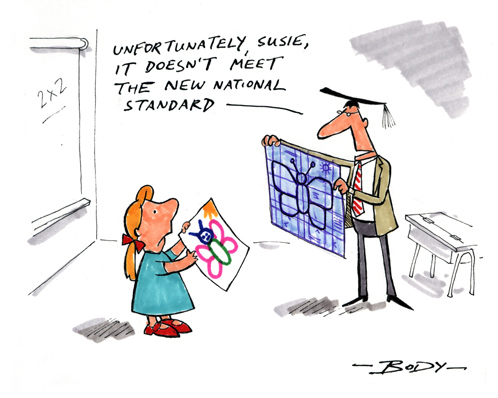 UNFORTUNATELY, SUSIE,
IT DOESN'T MEET
THE NEW NATIONAL
STANDARD
2x2
BODY